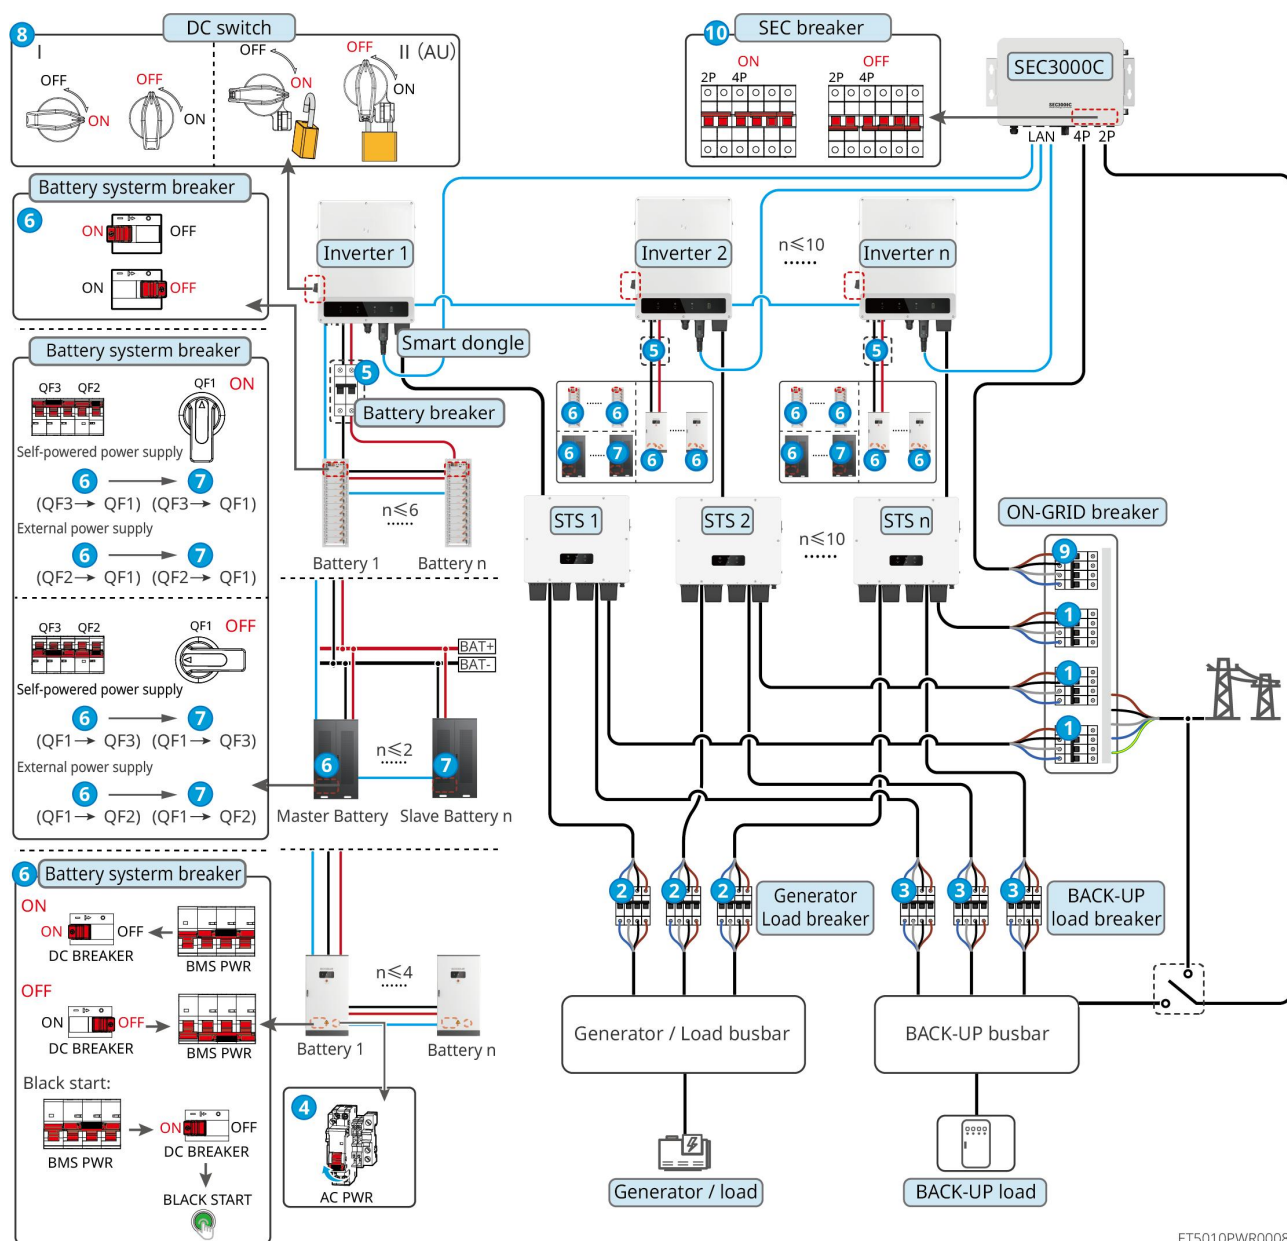 8
DC switch
I
OFF
ON
OFF
ON
OFF
ON
OFF
ON
II (AU)
10
SEC breaker
ON
OFF
2P 4P
2P 4P
SEC3000C
SEC3000C
LAN
4P
2P
Battery systerm breaker
6
ON
OFF
ON
OFF
Inverter 1
Inverter 2
n≤10
......
Inverter n
Smart dongle
5
5
5
Battery breaker
Battery systerm breaker
QF3 QF2
QF1
ON
Self-powered power supply
6 → 7
(QF3→ QF1) (QF3→ QF1)
External power supply
6 → 7
(QF2→ QF1) (QF2→ QF1)
QF3 QF2
QF1
OFF
Self-powered power supply
6 → 7
(QF1→ QF3) (QF1→ QF3)
External power supply
6 → 7
(QF1→ QF2) (QF1→ QF2)
n≤6
......
Battery 1
Battery n
6 ...... 6
6 ...... 7
6 6
6 ...... 6
6 ...... 7
6 6
STS 1
STS 2
n≤10
......
STS n
ON-GRID breaker
9
1
1
1
BAT+
BAT-
6
n≤2
......
7
Master Battery
Slave Battery n
6
Battery systerm breaker
ON
ON
OFF
DC BREAKER
BMS PWR
OFF
ON
OFF
DC BREAKER
BMS PWR
Black start:
BMS PWR
ON
OFF
DC BREAKER
BLACK START
n≤4
......
Battery 1
Battery n
4
AC PWR
2
2
2
Generator
Load breaker
3
3
3
BACK-UP
load breaker
Generator / Load busbar
BACK-UP busbar
Generator / load
BACK-UP load
ET5010PWR0008